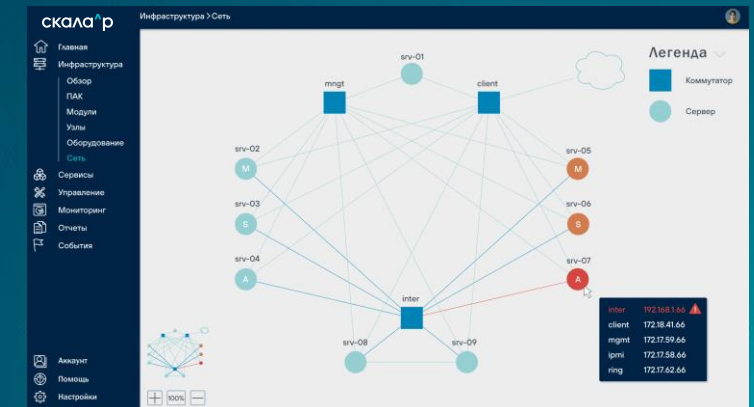 скала^р
Инфраструктура > Сеть
Главная
Инфраструктура
Обзор
ПАК
Модули
Узлы
Оборудование
Сеть
Сервисы
Управление
Мониторинг
Отчеты
События
Аккаунт
Помощь
Настройки
Легенда
Коммутатор
Сервер
srv-01
mngt
client
srv-02
M
srv-05
M
srv-03
S
srv-06
S
srv-04
A
srv-07
A
inter
srv-08
srv-09
inter 192.168.1.66
client 172.18.41.66
mgmt 172.17.59.66
ipmi 172.17.58.66
ring 172.17.62.66
+ 100% −